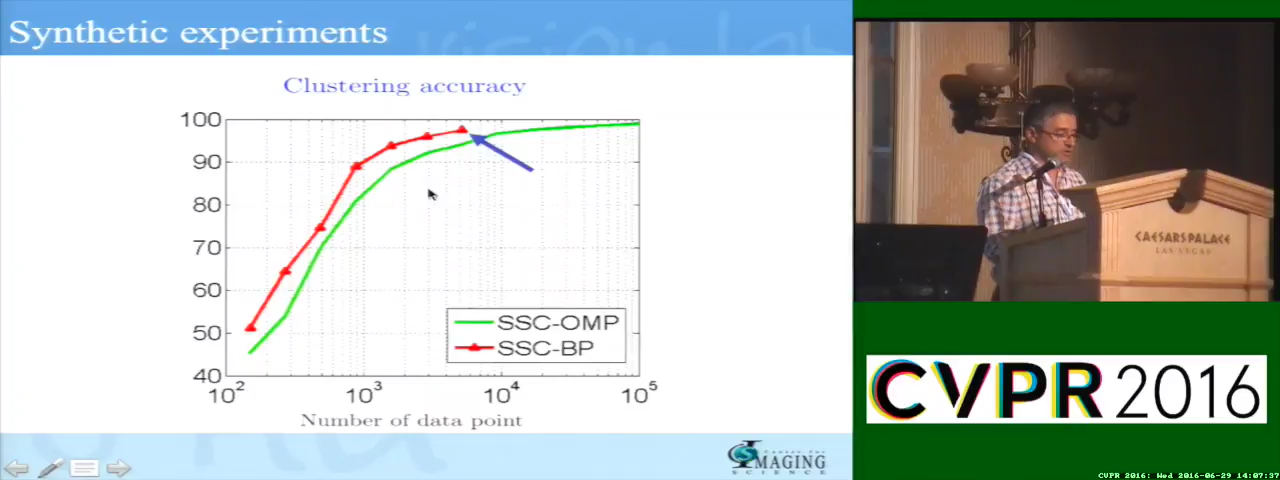 Synthetic experiments
Clustering accuracy
100
90
80
70
60
50
40
10^2
10^3
10^4
10^5
SSC-OMP
SSC-BP
Number of data point
IMAGING
SCIENCE
CAESARS PALACE
LAS VEGAS
CVPR 2016
CVPR 2016: Wed 2016-06-29 14:07:37